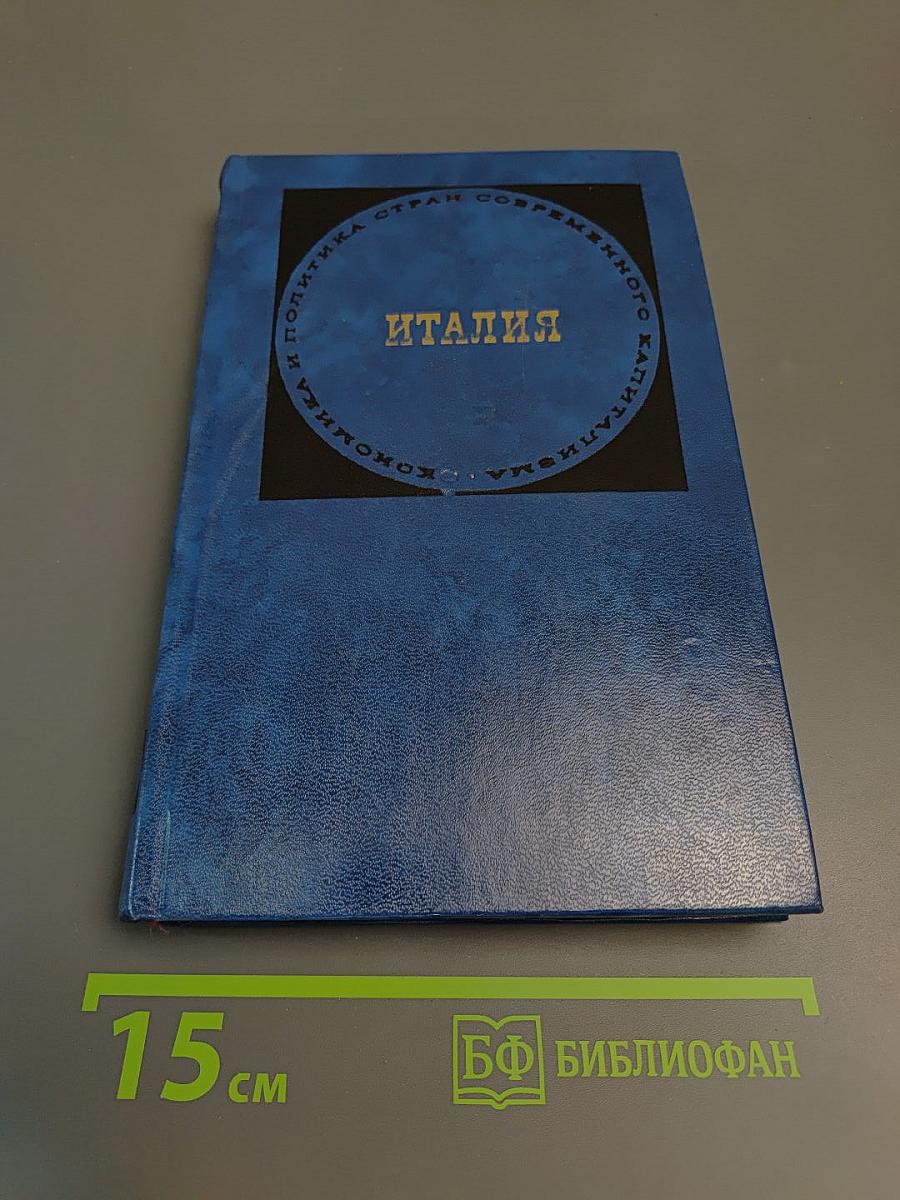 ЭКОНОМИКА И ПОЛИТИКА СТРАН СОВРЕМЕННОГО КАПИТАЛИЗМА ·
ИТАЛИЯ
15 см
БФ БИБЛИОФАН